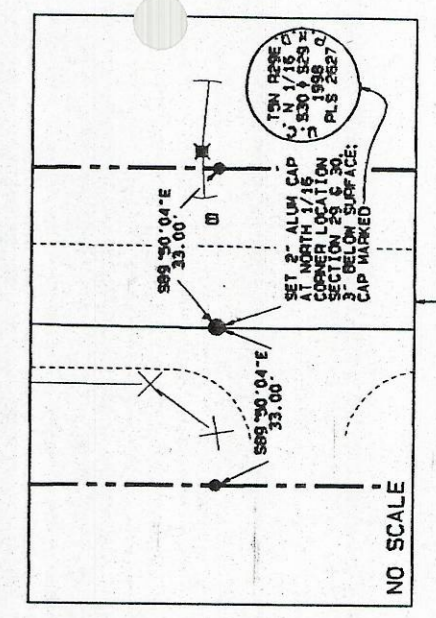 S89°50'04"E
33.00'
B
S89°50'04"E
33.00'
SET 2" ALUM CAP
AT NORTH 1/16
CORNER LOCATION
SECTION 29 & 30,
3" BELOW SURFACE;
CAP MARKED
T5N R29E
N 1/16
S30 S29
1998
PLS 2627
NO SCALE